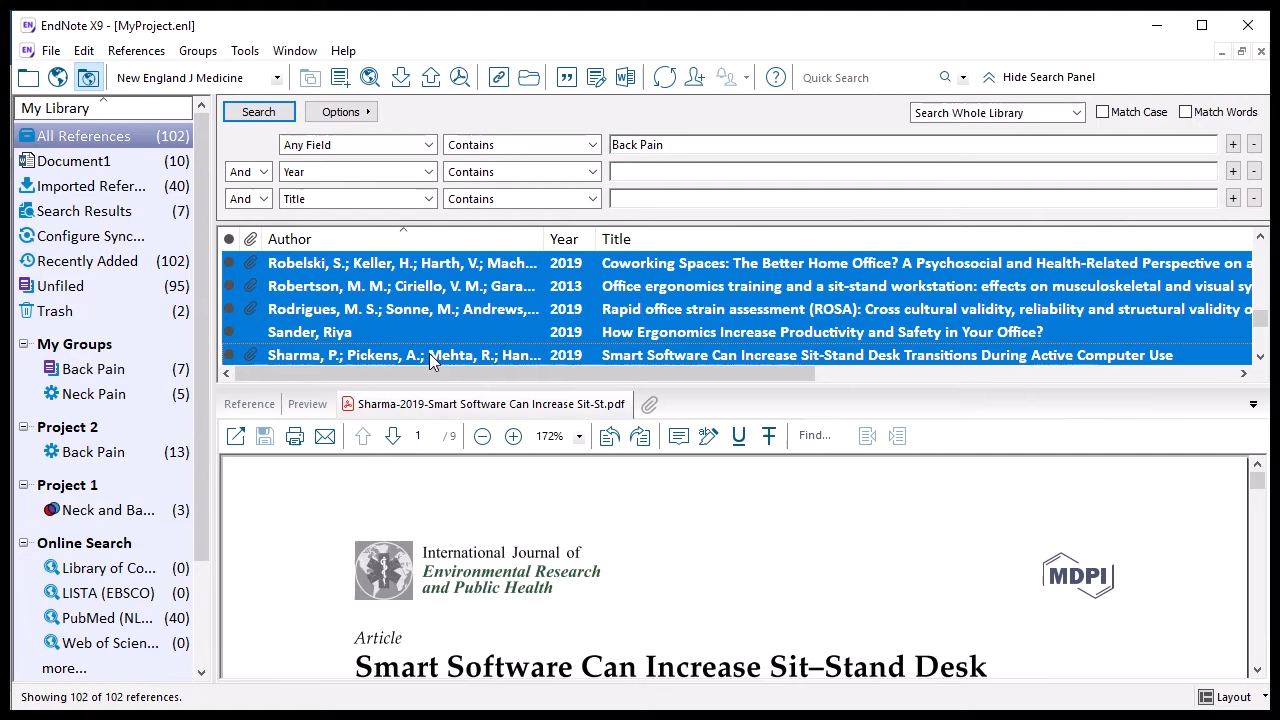 EndNote X9 - [MyProject.enl]
File Edit References Groups Tools Window Help
New England J Medicine Quick Search Hide Search Panel
My Library
All References (102)
Document1 (10)
Imported Refer... (40)
Search Results (7)
Configure Sync...
Recently Added (102)
Unfiled (95)
Trash (3)
My Groups
Back Pain (7)
Neck Pain (5)
Project 2
Back Pain (13)
Project 1
Neck and Ba... (3)
Online Search
Library of Co... (0)
LISTA (EBSCO) (0)
PubMed (NL... (40)
Web of Scien... (0)
more...
Search Options Search Whole Library Match Case Match Words
Any Field Contains Back Pain + -
And Year Contains + -
And Title Contains + -
Author Year Title
Robelski, S.; Keller, H.; Harth, V.; Mach... 2019 Coworking Spaces: The Better Home Office? A Psychosocial and Health-Related Perspective on a
Robertson, M. M.; Ciriello, V. M.; Gara... 2013 Office ergonomics training and a sit-stand workstation: effects on musculoskeletal and visual sy
Rodrigues, M. S.; Sonne, M.; Andrews,... 2019 Rapid office strain assessment (ROSA): Cross cultural validity, reliability and structural validity o
Sander, Riya 2019 How Ergonomics Increase Productivity and Safety in Your Office?
Sharma, P.; Pickens, A.; Mehta, R.; Han... 2019 Smart Software Can Increase Sit-Stand Desk Transitions During Active Computer Use
Reference Preview Sharma-2019-Smart Software Can Increase Sit-St.pdf
1 / 9 172% Find...
International Journal of
Environmental Research
and Public Health
MDPI
Article
Smart Software Can Increase Sit–Stand Desk
Showing 102 of 102 references. Layout